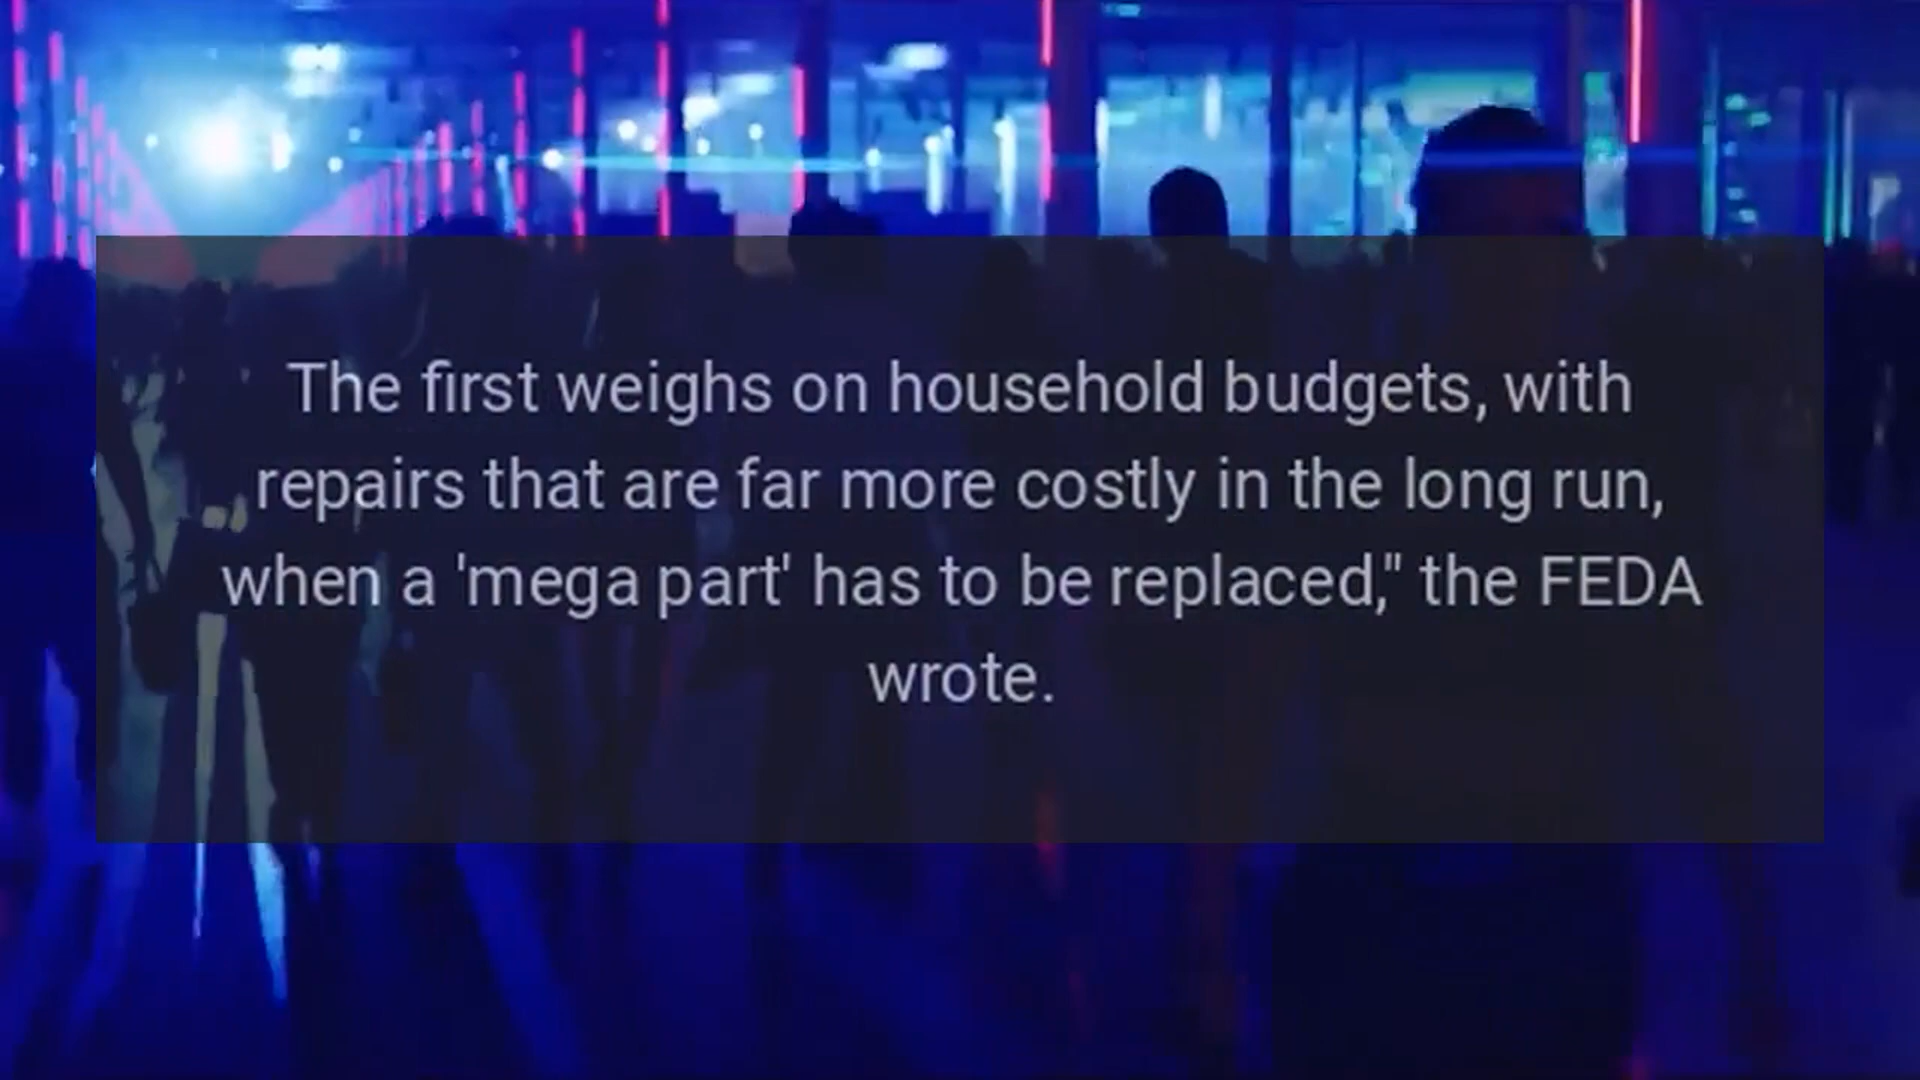 The first weighs on household budgets, with
repairs that are far more costly in the long run,
when a 'mega part' has to be replaced," the FEDA
wrote.